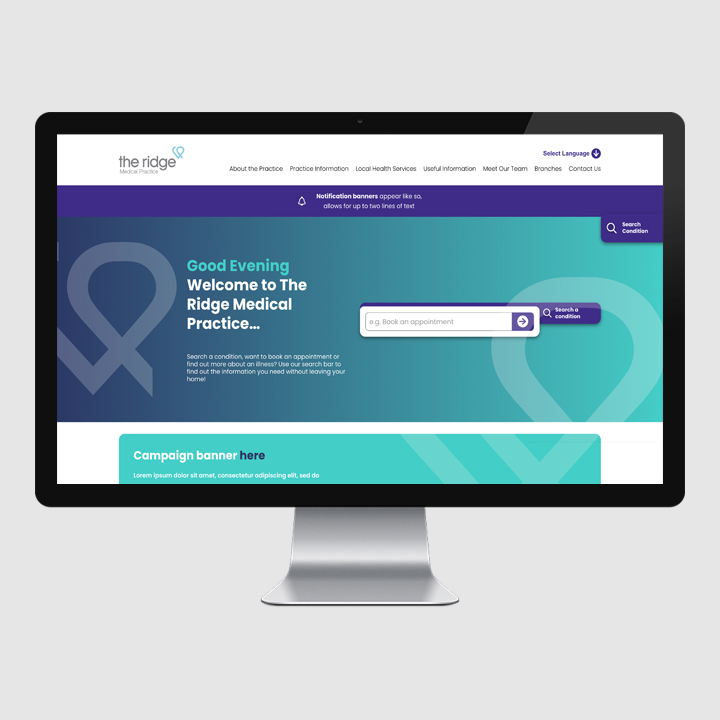 the ridge
Medical Practice
Select Language
About the Practice Practice Information Local Health Services Useful Information Meet Our Team Branches Contact Us
Notification banners appear like so,
allows for up to two lines of text
Search
Condition
Good Evening
Welcome to The
Ridge Medical
Practice...
e.g. Book an appointment
Search a
condition
Search a condition, want to book an appointment or
find out more about an illness? Use our search bar to
find out the information you need without leaving your
home!
Campaign banner here
Lorem ipsum dolor sit amet, consectetur adipiscing elit, sed do